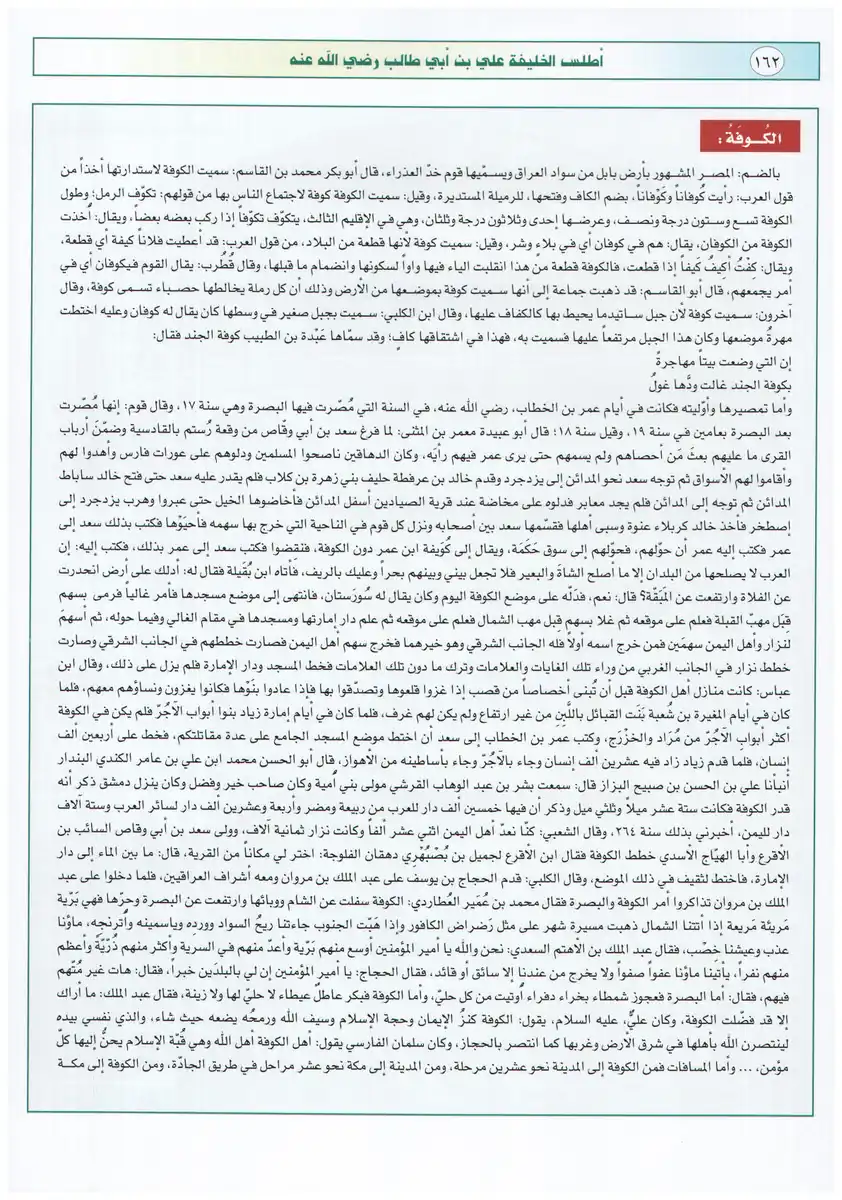 ١٦٢
أطلس الخليفة علي بن أبي طالب رضي الله عنه
الكُـوفَةُ :
بالضم: المصـر المشـهور بأرض بابل من سواد العراق ويسـمّيها قوم خدّ العذراء، قال أبو بكر محمد بن القاسم: سميت الكوفة لاستدارتها أخذاً من
قول العرب: رأيت كُوفاناً وكَوْفاناً، بضم الكاف وفتحها، للرميلة المستديرة، وقيل: سميت الكوفة كوفة لاجتماع الناس بها من قولهم: تكوّف الرمل؛ وطول
الكوفة تسـع وسـتون درجة ونصـف، وعرضـها إحدى وثلاثون درجة وثلثان، وهي في الإقليم الثالث، يتكوّف تكوّفاً إذا ركب بعضه بعضاً، ويقال: أُخذت
الكوفة من الكوفان، يقال: هم في كوفان أي في بلاءٍ وشر، وقيل: سميت كوفة لأنها قطعة من البلاد، من قول العرب: قد أعطيت فلاناً كيفة أي قطعة،
ويقال: كِفْتُ أكِيفُ كيفاً إذا قطعت، فالكوفة قطعة من هذا انقلبت الياء فيها واواً لسكونها وانضمام ما قبلها، وقال قُطْرب: يقال القوم فيكوفان أي في
أمر يجمعهم، قال أبو القاسـم: قد ذهبت جماعة إلى أنها سـميت كوفة بموضـعها من الأرض وذلك أن كل رملة يخالطها حصـباء تسـمى كوفة، وقال
آخرون: سـميت كوفة لأن جبل سـاتيدما يحيط بها كالكفاف عليها، وقال ابن الكلبي: سـميت بجبل صغير في وسطها كان يقال له كوفان وعليه اختطت
مهرةُ موضعها وكان هذا الجبل مرتفعاً عليها فسميت به، فهذا في اشتقاقها كافٍ؛ وقد سمّاها عَبْدة بن الطبيب كوفة الجند فقال:
إن التي وضعت بيتاً مهاجرةً
بكوفة الجند غالت ودَّها غولُ
وأما تمصيرها وأوّليته فكانت في أيام عمر بن الخطاب، رضي الله عنه، في السنة التي مُصّرت فيها البصرة وهي سنة ١٧، وقال قوم: إنها مُصّرت
بعد البصرة بعامين في سنة ١٩، وقيل سنة ١٨؛ قال أبو عبيدة معمر بن المثنى: لما فرغ سعد بن أبي وقّاص من وقعة رُستم بالقادسية وضمّنَ أرباب
القرى ما عليهم بعثَ مَن أحصاهم ولم يسمهم حتى يرى عمر فيهم رأيَه، وكان الدهاقين ناصحوا المسلمين ودلوهم على عورات فارس وأهدوا لهم
وأقاموا لهم الأسواق ثم توجه سعد نحو المدائن إلى يزدجرد وقدم خالد بن عرفطة حليف بني زهرة بن كلاب فلم يقدر عليه سعد حتى فتح خالد ساباط
المدائن ثم توجه إلى المدائن فلم يجد معابر فدلوه على مخاضة عند قرية الصيادين أسفل المدائن فأخاضوها الخيل حتى عبروا وهرب يزدجرد إلى
إصطخر فأخذ خالد كربلاء عنوة وسبى أهلها فقسّمها سعد بين أصحابه ونزل كل قوم في الناحية التي خرج بها سهمه فأحيَوْها فكتب بذلك سعد إلى
عمر فكتب إليه عمر أن حوّلهم، فحوّلهم إلى سوق حَكَمَة، ويقال إلى كُوَيفة ابن عمر دون الكوفة، فنقضوا فكتب سعد إلى عمر بذلك، فكتب إليه: إن
العرب لا يصلحها من البلدان إلا ما أصلح الشاةَ والبعير فلا تجعل بيني وبينهم بحراً وعليك بالريف، فأتاه ابن بُقَيلة فقال له: أدلك على أرض انحدرت
عن الفلاة وارتفعت عن المَبَقّة؟ قال: نعم، فدَلّه على موضع الكوفة اليوم وكان يقال له سُورَستان، فانتهى إلى موضع مسجدها فأمر غالياً فرمى بسهم
قِبَل مهبّ القبلة فعلم على موقعه ثم غلا بسهم قِبل مهب الشمال فعلم على موقعه ثم علم دار إمارتها ومسجدها في مقام الغالي وفيما حوله، ثم أسهمَ
لنزار وأهل اليمن سهمَين فمن خرج اسمه أولاً فله الجانب الشرقي وهو خيرهما فخرج سهم أهل اليمن فصارت خططهم في الجانب الشرقي وصارت
خطط نزار في الجانب الغربي من وراء تلك الغايات والعلامات وترك ما دون تلك العلامات فخط المسجد ودار الإمارة فلم يزل على ذلك، وقال ابن
عباس: كانت منازل أهل الكوفة قبل أن تُبنى أخصاصاً من قصب إذا غزوا قلعوها وتصدّقوا بها فإذا عادوا بنَوْها فكانوا يغزون ونساؤهم معهم، فلما
كان في أيام المغيرة بن شُعبة بَنَت القبائل باللَّبِن من غير ارتفاع ولم يكن لهم غرف، فلما كان في أيام إمارة زياد بنوا أبواب الآجُرّ فلم يكن في الكوفة
أكثر أبواب الآجُرّ من مُرَاد والخزْرَج، وكتب عمر بن الخطاب إلى سعد أن اختط موضع المسجد الجامع على عدة مقاتلتكم، فخط على أربعين ألف
إنسان، فلما قدم زياد زاد فيه عشرين ألف إنسان وجاء بالآجُرّ وجاء بأساطينه من الأهواز، قال أبو الحسن محمد ابن علي بن عامر الكندي البندار
أنبأنا علي بن الحسن بن صبيح البزاز قال: سمعت بشر بن عبد الوهاب القرشي مولى بني أمية وكان صاحب خير وفضل وكان ينزل دمشق ذكر أنه
قدر الكوفة فكانت ستة عشر ميلاً وثلثي ميل وذكر أن فيها خمسين ألف دار للعرب من ربيعة ومضر وأربعة وعشرين ألف دار لسائر العرب وستة آلاف
دار لليمن، أخبرني بذلك سنة ٢٦٤، وقال الشعبي: كنّا نعدّ أهل اليمن اثني عشر ألفاً وكانت نزار ثمانية آلاف، وولى سعد بن أبي وقاص السائب بن
الأقرع وأبا الهيّاج الأسدي خطط الكوفة فقال ابن الأقرع لجميل بن بُصْبُهْري دهقان الفلوجة: اختر لي مكاناً من القرية، قال: ما بين الماء إلى دار
الإمارة، فاختط لثقيف في ذلك الموضع، وقال الكلبي: قدم الحجاج بن يوسف على عبد الملك بن مروان ومعه أشراف العراقيين، فلما دخلوا على عبد
الملك بن مروان تذاكروا أمر الكوفة والبصرة فقال محمد بن عُمَير العُطاردي: الكوفة سفلت عن الشام ووبائها وارتفعت عن البصرة وحرّها فهي بَرّية
مَريئة مَريعة إذا أتتنا الشمال ذهبت مسيرة شهر على مثل رَضراض الكافور وإذا هَبّت الجنوب جاءتنا ريحُ السواد ووردِه وياسمينه وأترنجه، ماؤنا
عذب وعيشنا خصْب، فقال عبد الملك بن الأهتم السعدي: نحن والله يا أمير المؤمنين أوسع منهم بَرّية وأعدّ منهم في السرية وأكثر منهم ذُرّيّةً وأعظم
منهم نفراً، يأتينا ماؤنا عفواً صفواً ولا يخرج من عندنا إلا سائق أو قائد، فقال الحجاج: يا أمير المؤمنين إن لي بالبلدَين خبراً، فقال: هات غير مُتّهم
فيهم، فقال: أما البصرة فعجوز شمطاء بخراء دفراء أُوتيت من كل حليّ، وأما الكوفة فبكر عاطلٌ عيطاء لا حليّ لها ولا زينة، فقال عبد الملك: ما أراك
إلا قد فضّلت الكوفة، وكان عليٌّ، عليه السلام، يقول: الكوفة كنزُ الإيمان وحجة الإسلام وسيف الله ورمحُه يضعه حيث شاء، والذي نفسي بيده
لينتصرن الله بأهلها في شرق الأرض وغربها كما انتصر بالحجاز، وكان سلمان الفارسي يقول: أهل الكوفة أهل الله وهي قُبّة الإسلام يحنُّ إليها كلّ
مؤمن، ... وأما المسافات فمن الكوفة إلى المدينة نحو عشرين مرحلة، ومن المدينة إلى مكة نحو عشر مراحل في طريق الجادّة، ومن الكوفة إلى مكـة